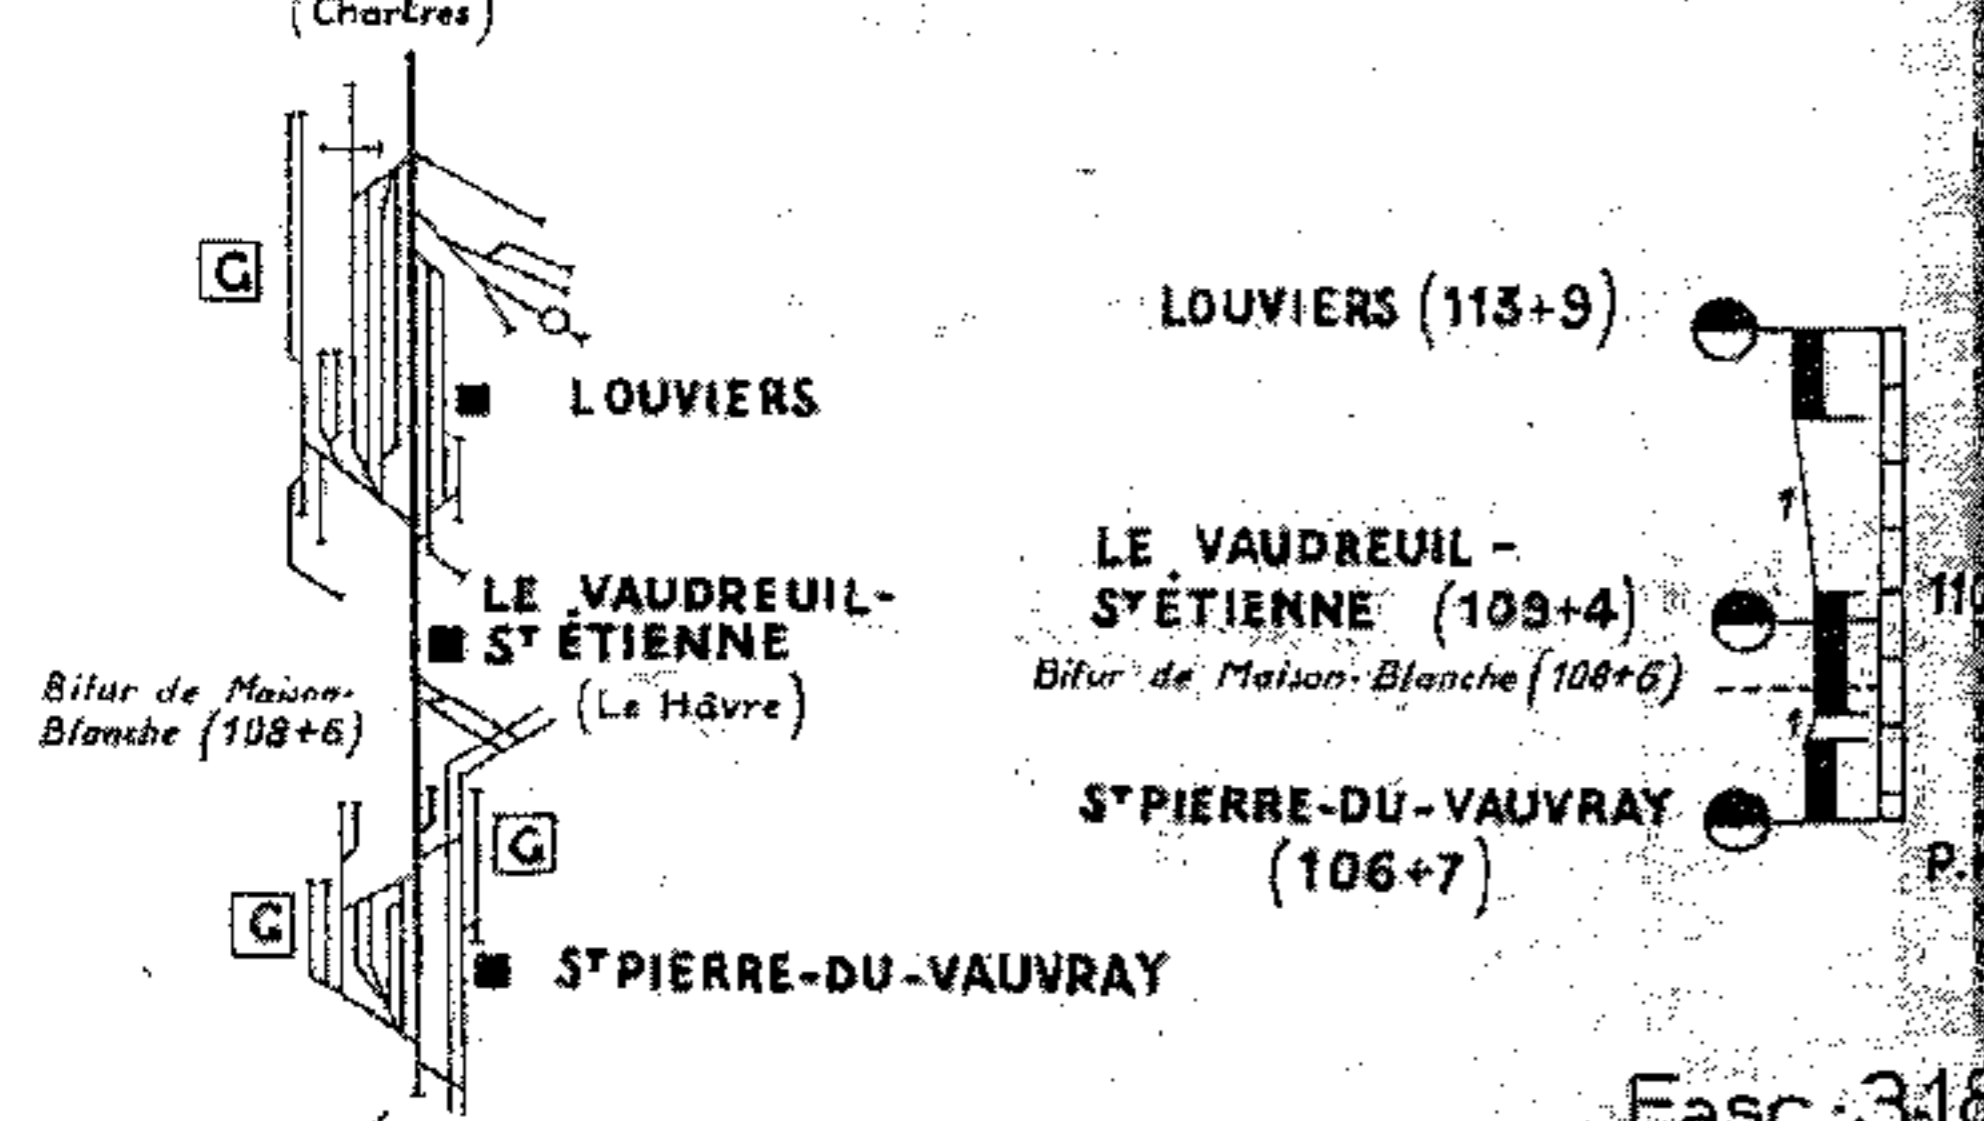 (Chartres)
G
LOUVIERS
LE VAUDREUIL-
Sᵀ ÉTIENNE
(Le Hâvre)
Bifur de Maison-
Blanche (108+6)
G
G
Sᵀ PIERRE-DU-VAUVRAY
LOUVIERS (113+9)
1
LE VAUDREUIL -
Sᵀ ÉTIENNE (109+4)
110
Bifur de Maison-Blanche (108+6)
1
Sᵀ PIERRE-DU-VAUVRAY
(106+7)
P.
Fasc. 318